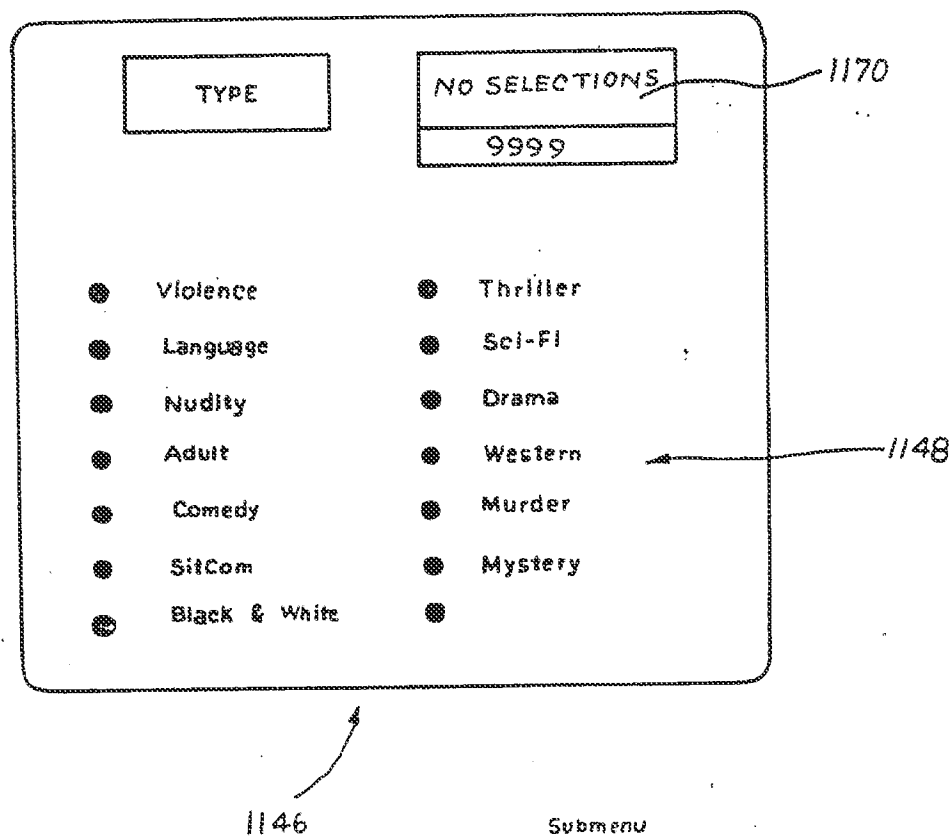 TYPE
NO SELECTIONS
9999
1170
Violence
Language
Nudity
Adult
Comedy
SitCom
Black & White
Thriller
Sci-Fi
Drama
Western
Murder
Mystery
1148
1146
Submenu